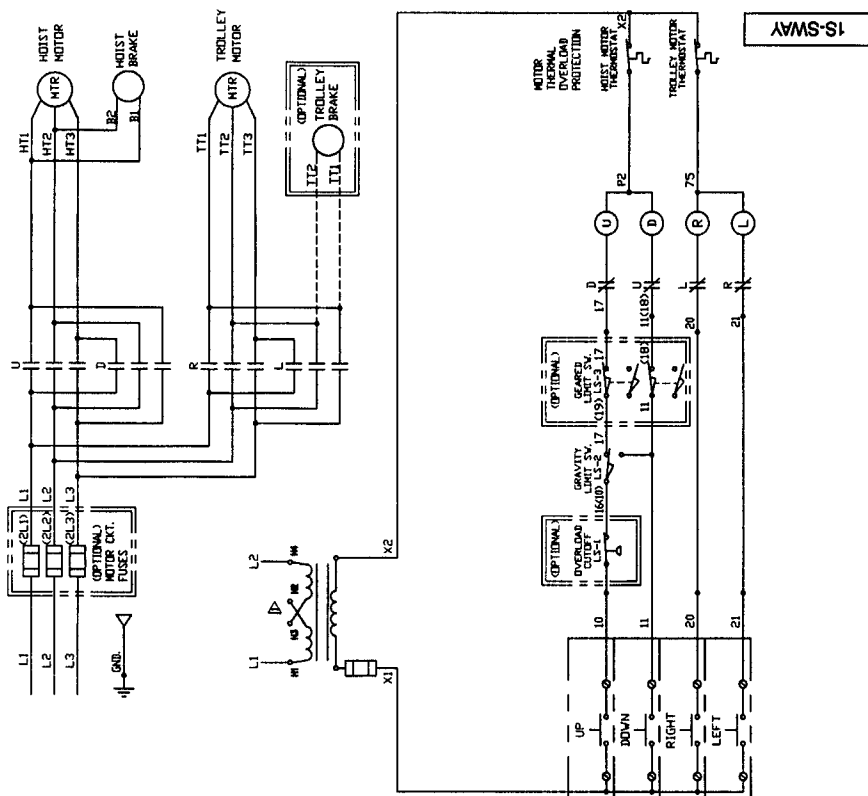 HOIST
MOTOR
MTR
HOIST
BRAKE
HT1
HT2
HT3
B2
B1
TROLLEY
MOTOR
MTR
TT1
TT2
TT3
(OPTIONAL)
TROLLEY
BRAKE
TT2
TT1
U
D
R
L
L1
L2
L3
(2L1)
(2L2)
(2L3)
(OPTIONAL)
MOTOR CKT.
FUSES
L1
L2
L3
GND.
L2
L1
H4
H2
H3
H1
X2
X1
X2
MOTOR
THERMAL
OVERLOAD
PROTECTION
HOIST MOTOR
THERMOSTAT
TROLLEY MOTOR
THERMOSTAT
1S-SWAY
P2
75
U
D
R
L
D
U
L
R
17
11(18)
20
21
(OPTIONAL)
GEARED
LIMIT SW.
(19) LS-3 17
11
(18)
17
GRAVITY
LIMIT SW.
16(10) LS-2
(OPTIONAL)
OVERLOAD
CUTOFF
LS-1
10
11
20
21
UP
DOWN
RIGHT
LEFT